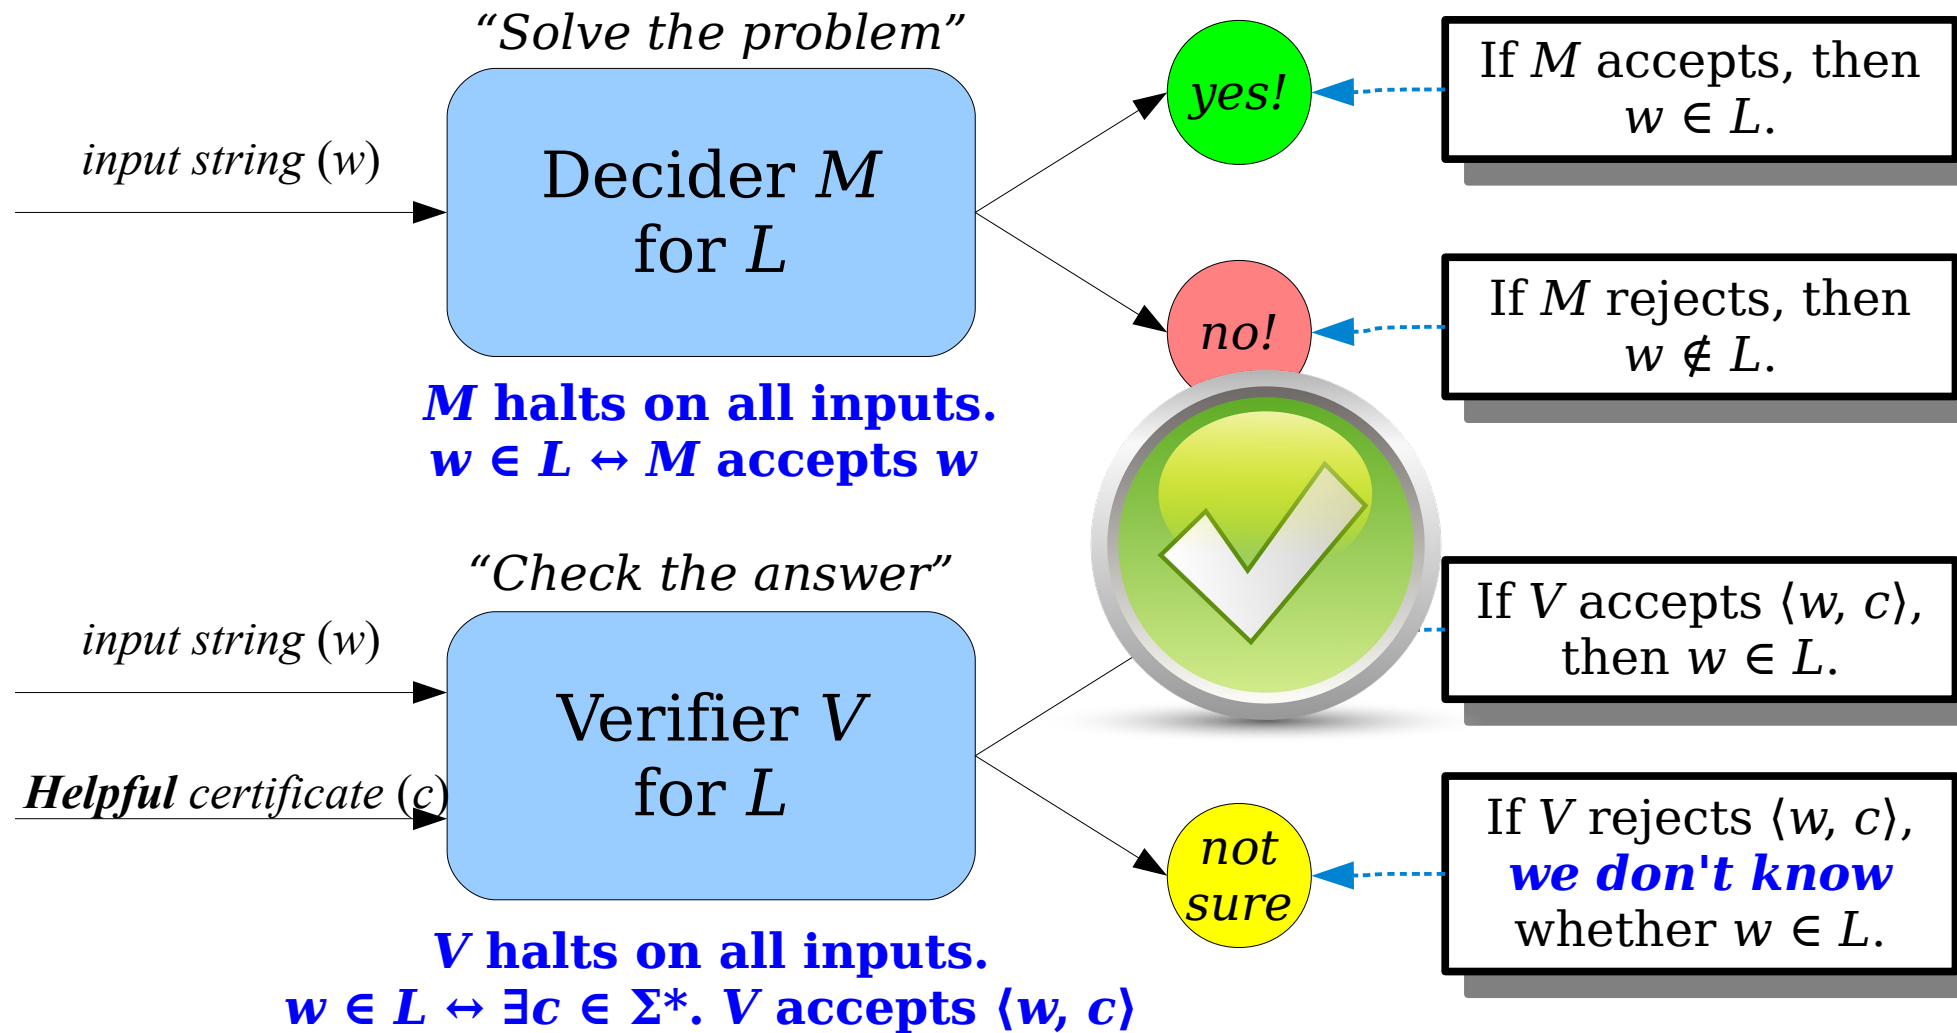 “Solve the problem”
input string (w)
Decider M
for L
yes!
If M accepts, then
w ∈ L.
no!
If M rejects, then
w ∉ L.
M halts on all inputs.
w ∈ L ↔ M accepts w
“Check the answer”
input string (w)
Helpful certificate (c)
Verifier V
for L
If V accepts ⟨w, c⟩,
then w ∈ L.
not
sure
If V rejects ⟨w, c⟩,
we don't know
whether w ∈ L.
V halts on all inputs.
w ∈ L ↔ ∃c ∈ Σ*. V accepts ⟨w, c⟩